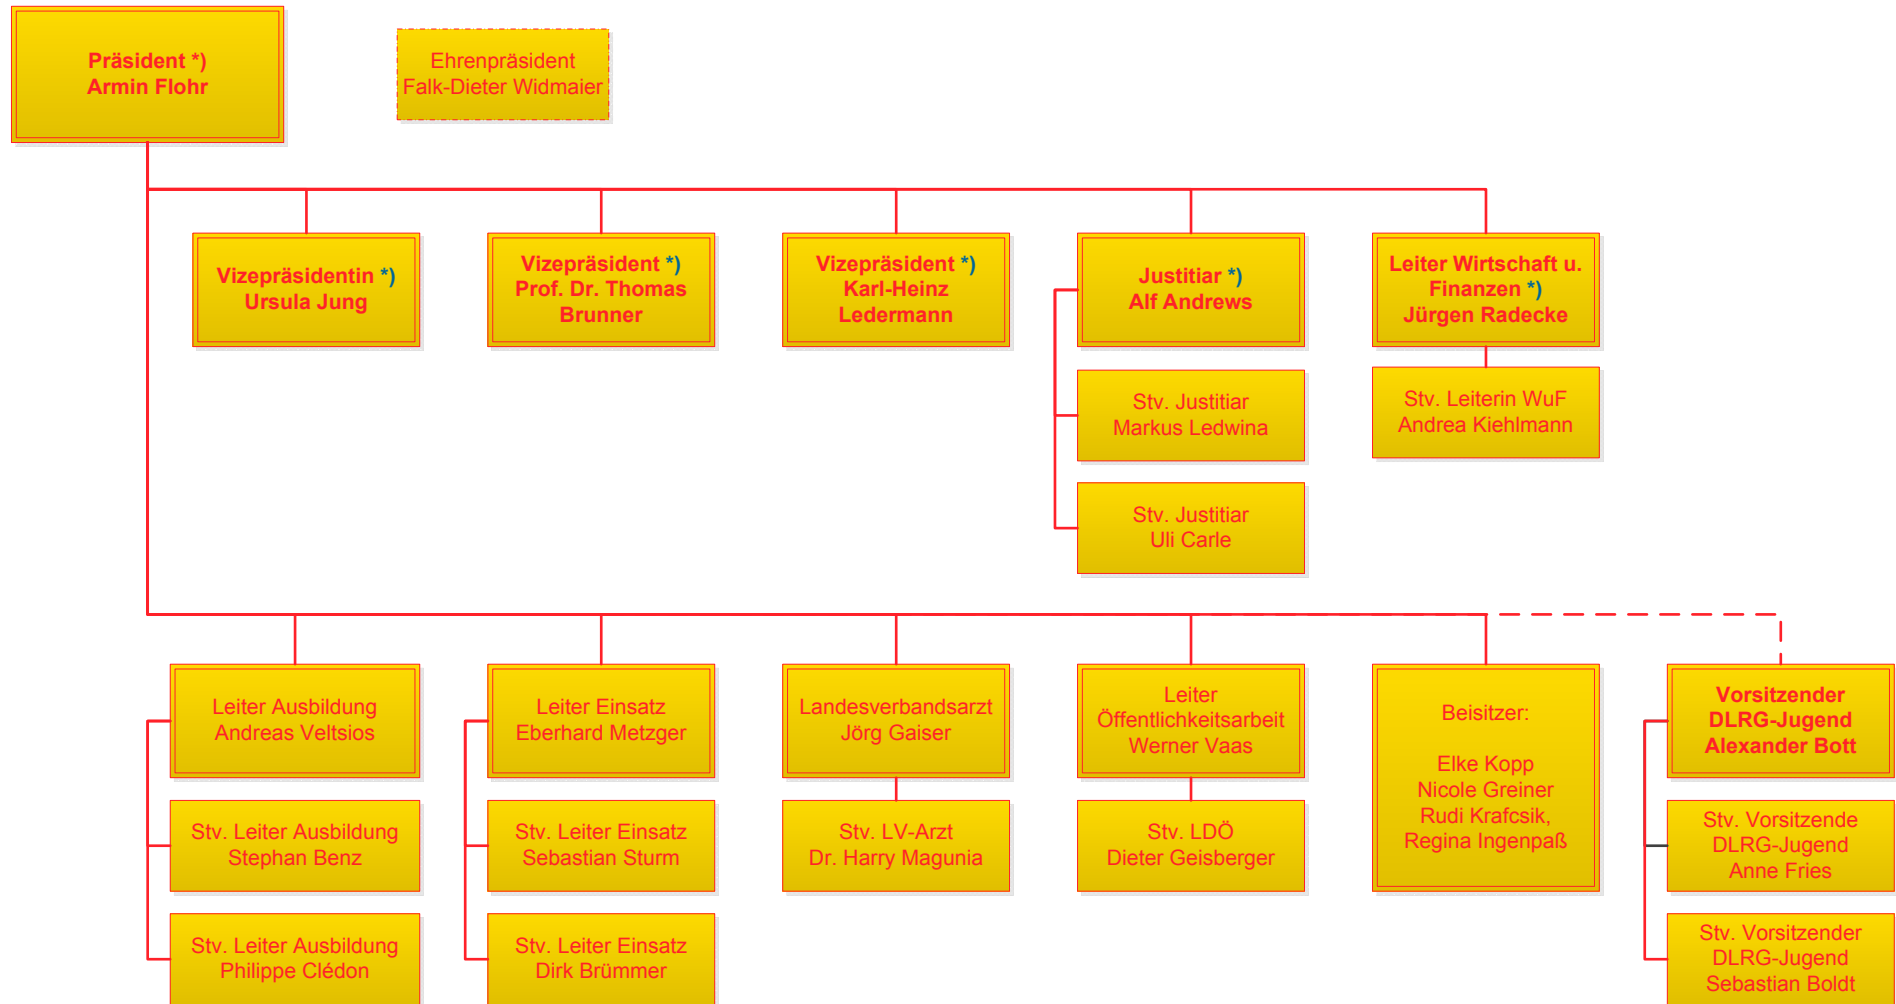 Präsident *)
Armin Flohr
Ehrenpräsident
Falk-Dieter Widmaier
Vizepräsidentin *)
Ursula Jung
Vizepräsident *)
Prof. Dr. Thomas
Brunner
Vizepräsident *)
Karl-Heinz
Ledermann
Justitiar *)
Alf Andrews
Leiter Wirtschaft u.
Finanzen *)
Jürgen Radecke
Stv. Justitiar
Markus Ledwina
Stv. Leiterin WuF
Andrea Kiehlmann
Stv. Justitiar
Uli Carle
Leiter Ausbildung
Andreas Veltsios
Leiter Einsatz
Eberhard Metzger
Landesverbandsarzt
Jörg Gaiser
Leiter
Öffentlichkeitsarbeit
Werner Vaas
Beisitzer:
Elke Kopp
Nicole Greiner
Rudi Krafcsik,
Regina Ingenpaß
Vorsitzender
DLRG-Jugend
Alexander Bott
Stv. Leiter Ausbildung
Stephan Benz
Stv. Leiter Einsatz
Sebastian Sturm
Stv. LV-Arzt
Dr. Harry Magunia
Stv. LDÖ
Dieter Geisberger
Stv. Vorsitzende
DLRG-Jugend
Anne Fries
Stv. Leiter Ausbildung
Philippe Clédon
Stv. Leiter Einsatz
Dirk Brümmer
Stv. Vorsitzender
DLRG-Jugend
Sebastian Boldt